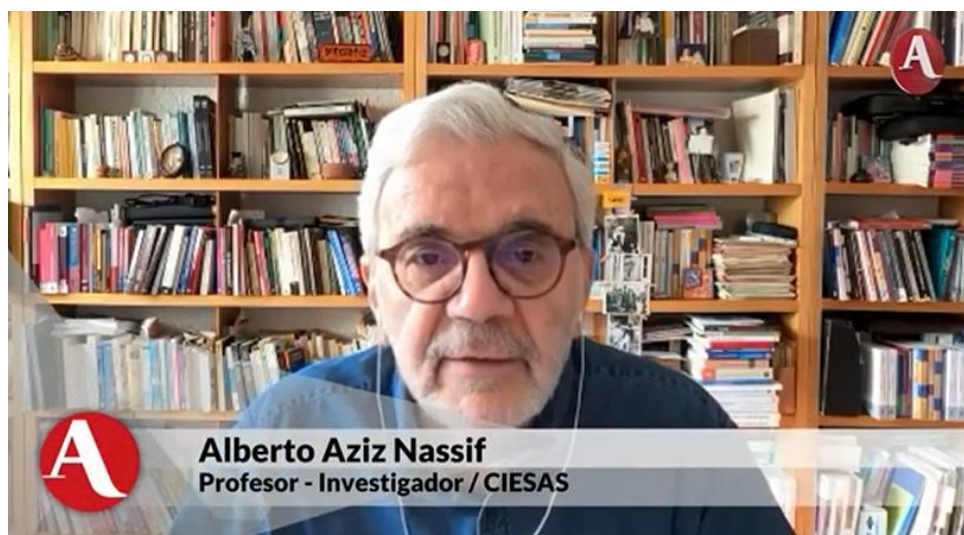 A
A
Alberto Aziz Nassif
Profesor - Investigador / CIESAS